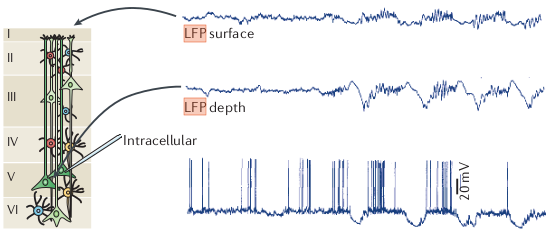 I
LFP surface
II
III
LFP depth
IV
Intracellular
V
20 mV
VI